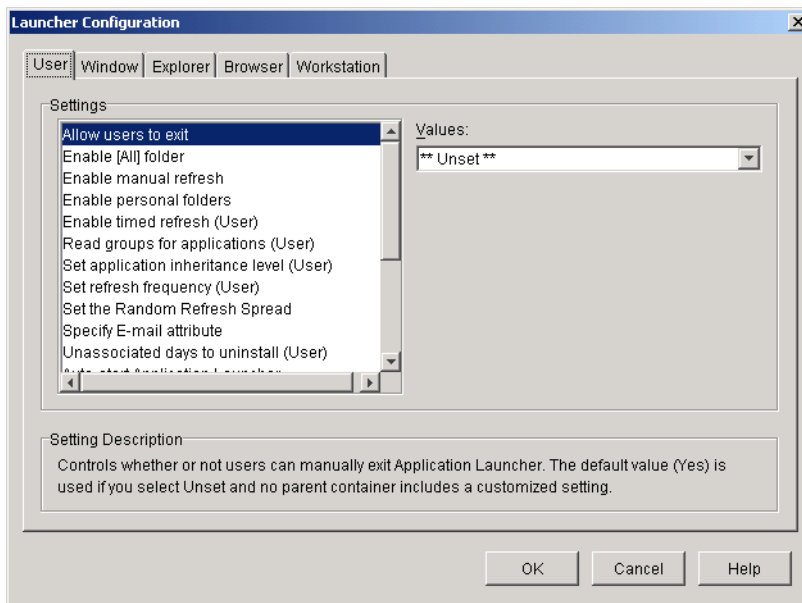 Launcher Configuration
User Window Explorer Browser Workstation
Settings
Allow users to exit
Enable [All] folder
Enable manual refresh
Enable personal folders
Enable timed refresh (User)
Read groups for applications (User)
Set application inheritance level (User)
Set refresh frequency (User)
Set the Random Refresh Spread
Specify E-mail attribute
Unassociated days to uninstall (User)
Auto-start Application Launcher
Values:
** Unset **
Setting Description
Controls whether or not users can manually exit Application Launcher. The default value (Yes) is
used if you select Unset and no parent container includes a customized setting.
OK Cancel Help